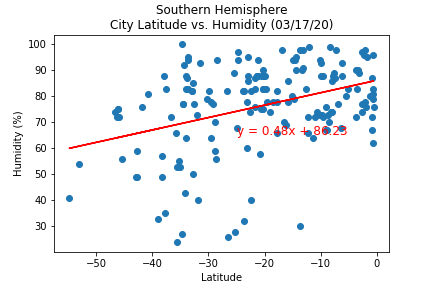 Southern Hemisphere
City Latitude vs. Humidity (03/17/20)
100
90
80
70
60
50
40
30
Humidity (%)
y = 0.48x + 86.25
−50
−40
−30
−20
−10
0
Latitude